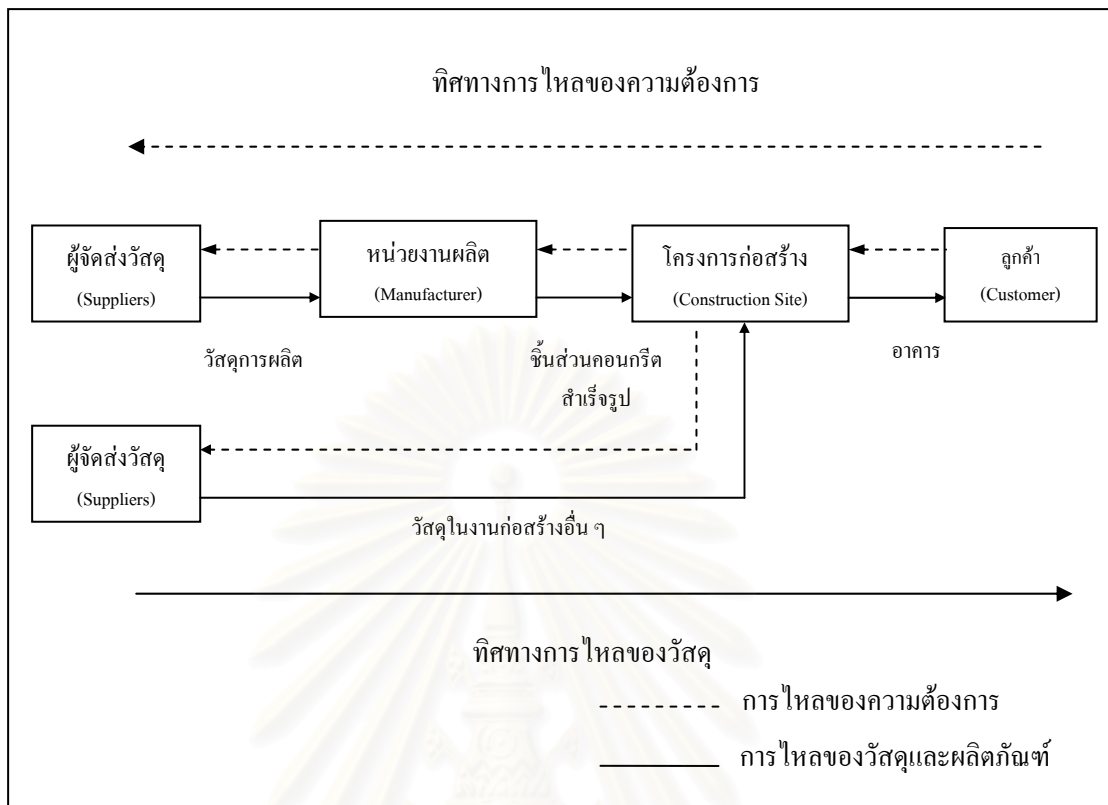 ทิศทางการไหลของความต้องการ
ผู้จัดส่งวัสดุ
(Suppliers)
หน่วยงานผลิต
(Manufacturer)
โครงการก่อสร้าง
(Construction Site)
ลูกค้า
(Customer)
วัสดุการผลิต
ชิ้นส่วนคอนกรีต
สำเร็จรูป
อาคาร
ผู้จัดส่งวัสดุ
(Suppliers)
วัสดุในงานก่อสร้างอื่น ๆ
ทิศทางการไหลของวัสดุ
การไหลของความต้องการ
การไหลของวัสดุและผลิตภัณฑ์